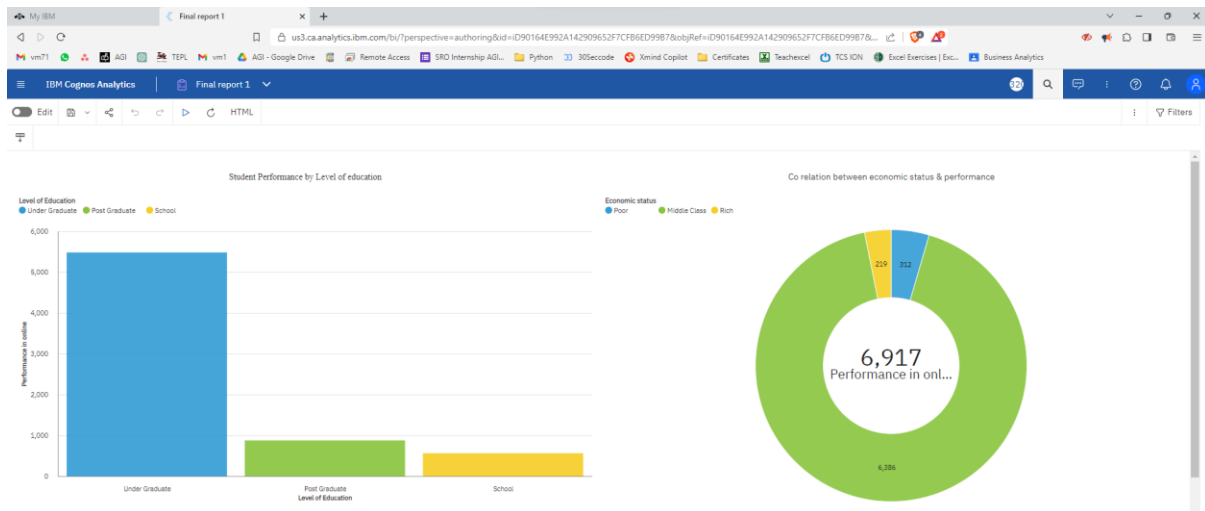 My IBM
Final report 1
us3.ca.analytics.ibm.com/bi/?perspective=authoring&id=iD90164E992A142909652F7CFB6ED99B7&objRef=iD90164E992A142909652F7CFB6ED99B7&...
vm71 AGI TEPL vm1 AGI - Google Drive Remote Access SRO Internship AGI... Python 30Seccode Xmind Copilot Certificates Teachexcel TCS ION Excel Exercises | Exc... Business Analytics
IBM Cognos Analytics Final report 1
Edit HTML Filters
Student Performance by Level of education
Level of Education
Under Graduate Post Graduate School
6,000
5,000
4,000
3,000
2,000
1,000
0
Performance in online
Under Graduate Post Graduate School
Level of Education
Co relation between economic status & performance
Economic status
Poor Middle Class Rich
219 312
6,917
Performance in onl...
6,386